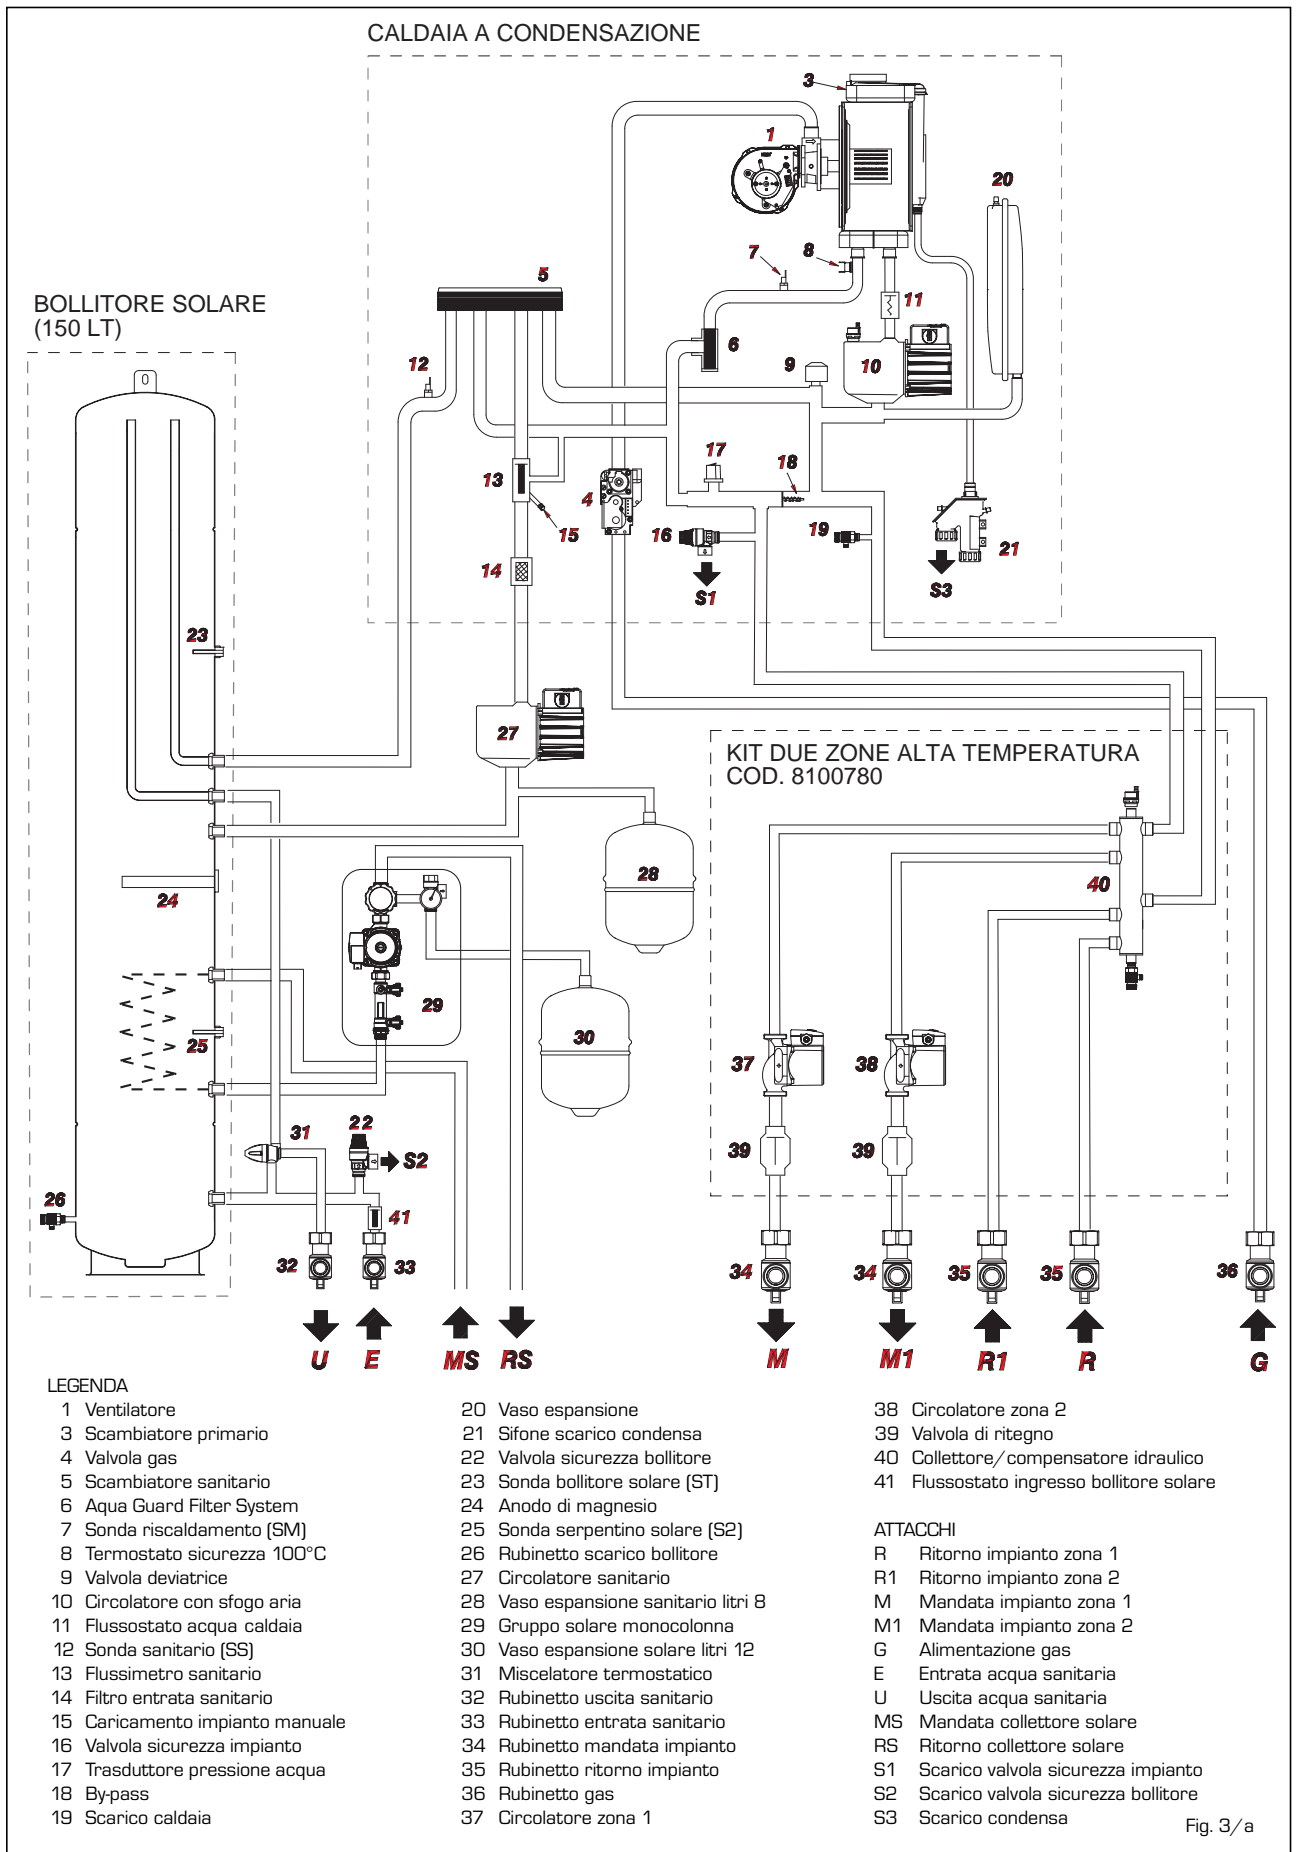 CALDAIA A CONDENSAZIONE
3
1
20
7
8
5
11
BOLLITORE SOLARE
(150 LT)
6
12
9
10
17
18
13
4
15
16
19
21
14
S1
S3
23
27
KIT DUE ZONE ALTA TEMPERATURA
COD. 8100780
28
40
24
29
30
25
37
38
31
22
S2
39
39
26
41
32
33
34
34
35
35
36
U
E
MS
RS
M
M1
R1
R
G
LEGENDA
1 Ventilatore
3 Scambiatore primario
4 Valvola gas
5 Scambiatore sanitario
6 Aqua Guard Filter System
7 Sonda riscaldamento (SM)
8 Termostato sicurezza 100°C
9 Valvola deviatrice
10 Circolatore con sfogo aria
11 Flussostato acqua caldaia
12 Sonda sanitario (SS)
13 Flussimetro sanitario
14 Filtro entrata sanitario
15 Caricamento impianto manuale
16 Valvola sicurezza impianto
17 Trasduttore pressione acqua
18 By-pass
19 Scarico caldaia
20 Vaso espansione
21 Sifone scarico condensa
22 Valvola sicurezza bollitore
23 Sonda bollitore solare (ST)
24 Anodo di magnesio
25 Sonda serpentino solare (S2)
26 Rubinetto scarico bollitore
27 Circolatore sanitario
28 Vaso espansione sanitario litri 8
29 Gruppo solare monocolonna
30 Vaso espansione solare litri 12
31 Miscelatore termostatico
32 Rubinetto uscita sanitario
33 Rubinetto entrata sanitario
34 Rubinetto mandata impianto
35 Rubinetto ritorno impianto
36 Rubinetto gas
37 Circolatore zona 1
38 Circolatore zona 2
39 Valvola di ritegno
40 Collettore/compensatore idraulico
41 Flussostato ingresso bollitore solare
ATTACCHI
R Ritorno impianto zona 1
R1 Ritorno impianto zona 2
M Mandata impianto zona 1
M1 Mandata impianto zona 2
G Alimentazione gas
E Entrata acqua sanitaria
U Uscita acqua sanitaria
MS Mandata collettore solare
RS Ritorno collettore solare
S1 Scarico valvola sicurezza impianto
S2 Scarico valvola sicurezza bollitore
S3 Scarico condensa
Fig. 3/a